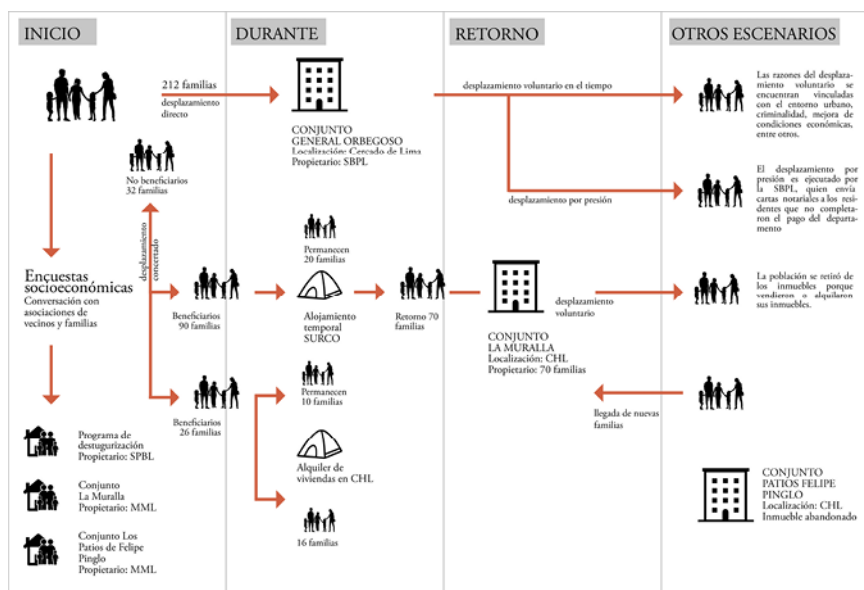 INICIO
212 familias
desplazamiento
directo
No beneficiarios
32 familias
desplazamiento
concertado
Encuestas
socioeconómicas
Conversación con
asociaciones de
vecinos y familias
Beneficiarios
90 familias
Beneficiarios
26 familias
Programa de
destugurización
Propietario: SPBL
Conjunto
La Muralla
Propietario: MML
Conjunto Los
Patios de Felipe
Pinglo
Propietario: MML
DURANTE
CONJUNTO
GENERAL ORBEGOSO
Localización: Cercado de Lima
Propietario: SBPL
Permanecen
20 familias
Alojamiento
temporal
SURCO
Retorno 70
familias
Permanecen
10 familias
Alquiler de
viviendas en CHL
16 familias
RETORNO
desplazamiento voluntario en el tiempo
desplazamiento por presión
desplazamiento
voluntario
CONJUNTO
LA MURALLA
Localización: CHL
Propietario: 70 familias
llegada de nuevas
familias
OTROS ESCENARIOS
Las razones del desplaza-
miento voluntario se
encuentran vinculadas
con el entorno urbano,
criminalidad, mejora de
condiciones económicas,
entre otros.
El desplazamiento por
presión es ejecutado por
la SBPL, quien envía
cartas notariales a los re-
sidentes que no completa-
ron el pago del departa-
mento
La población se retiró de
los inmuebles porque
vendieron o alquilaron
sus inmuebles.
CONJUNTO
PATIOS FELIPE
PINGLO
Localización: CHL
Inmueble abandonado